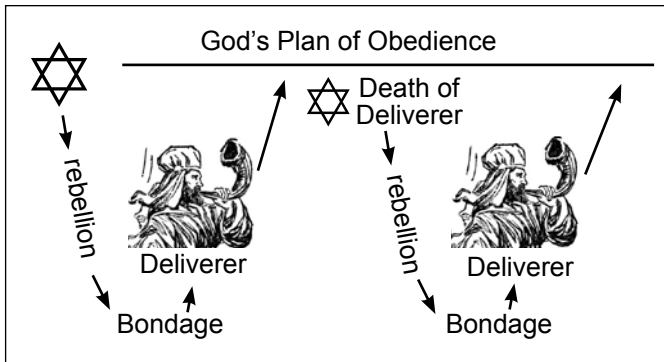 God's Plan of Obedience
rebellion
Bondage
Deliverer
Death of
Deliverer
rebellion
Bondage
Deliverer